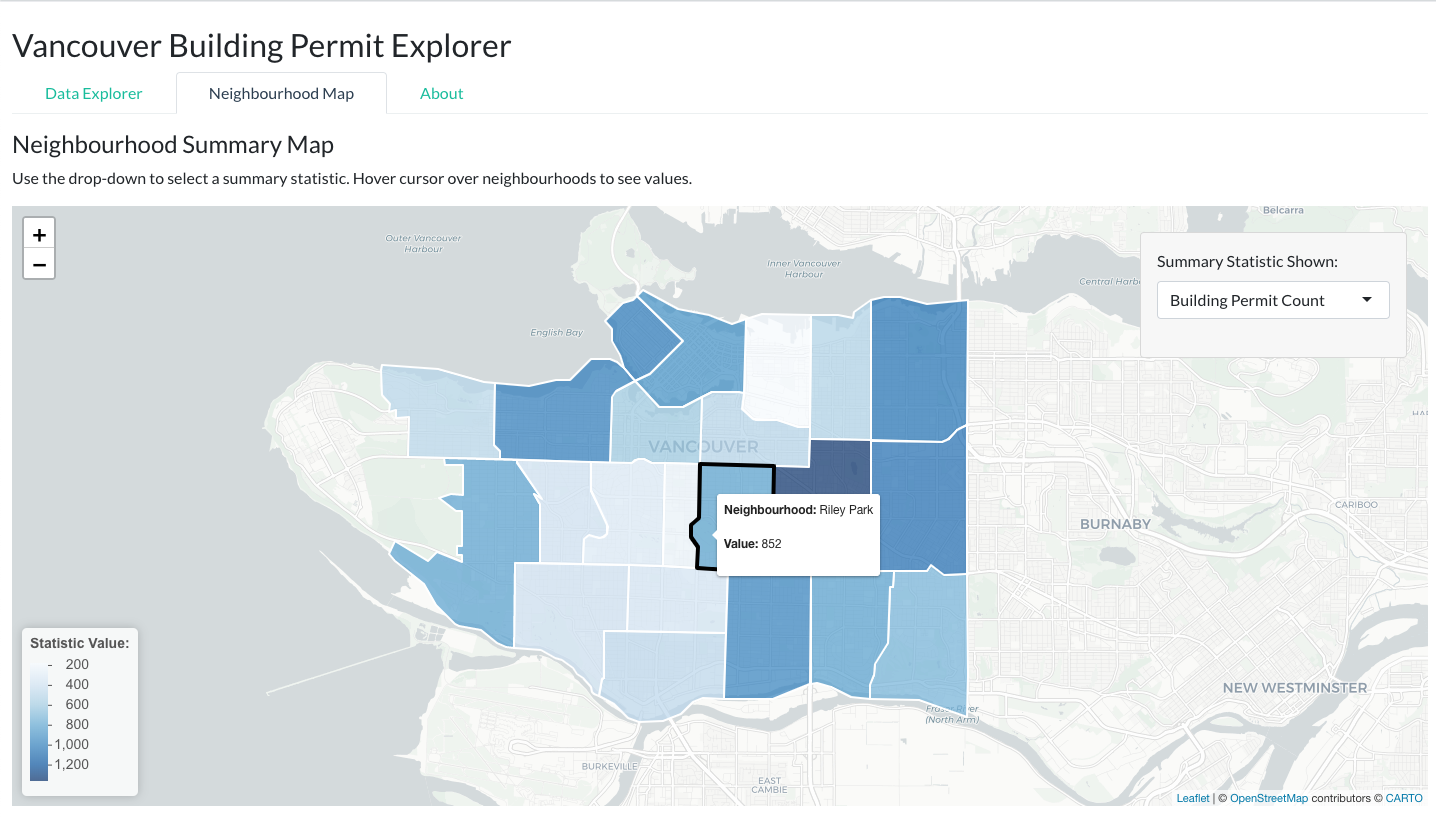 Vancouver Building Permit Explorer
Data Explorer
Neighbourhood Map
About
Neighbourhood Summary Map
Use the drop-down to select a summary statistic. Hover cursor over neighbourhoods to see values.
+
−
Outer Vancouver
Harbour
Inner Vancouver
Harbour
Belcarra
Central Harbo
Summary Statistic Shown:
Building Permit Count
English Bay
VANCOUVER
Neighbourhood: Riley Park
Value: 852
BURNABY
CARIBOO
NEW WESTMINSTER
Fraser River
(North Arm)
BURKEVILLE
EAST
CAMBIE
Statistic Value:
200
400
600
800
1,000
1,200
Leaflet | © OpenStreetMap contributors © CARTO